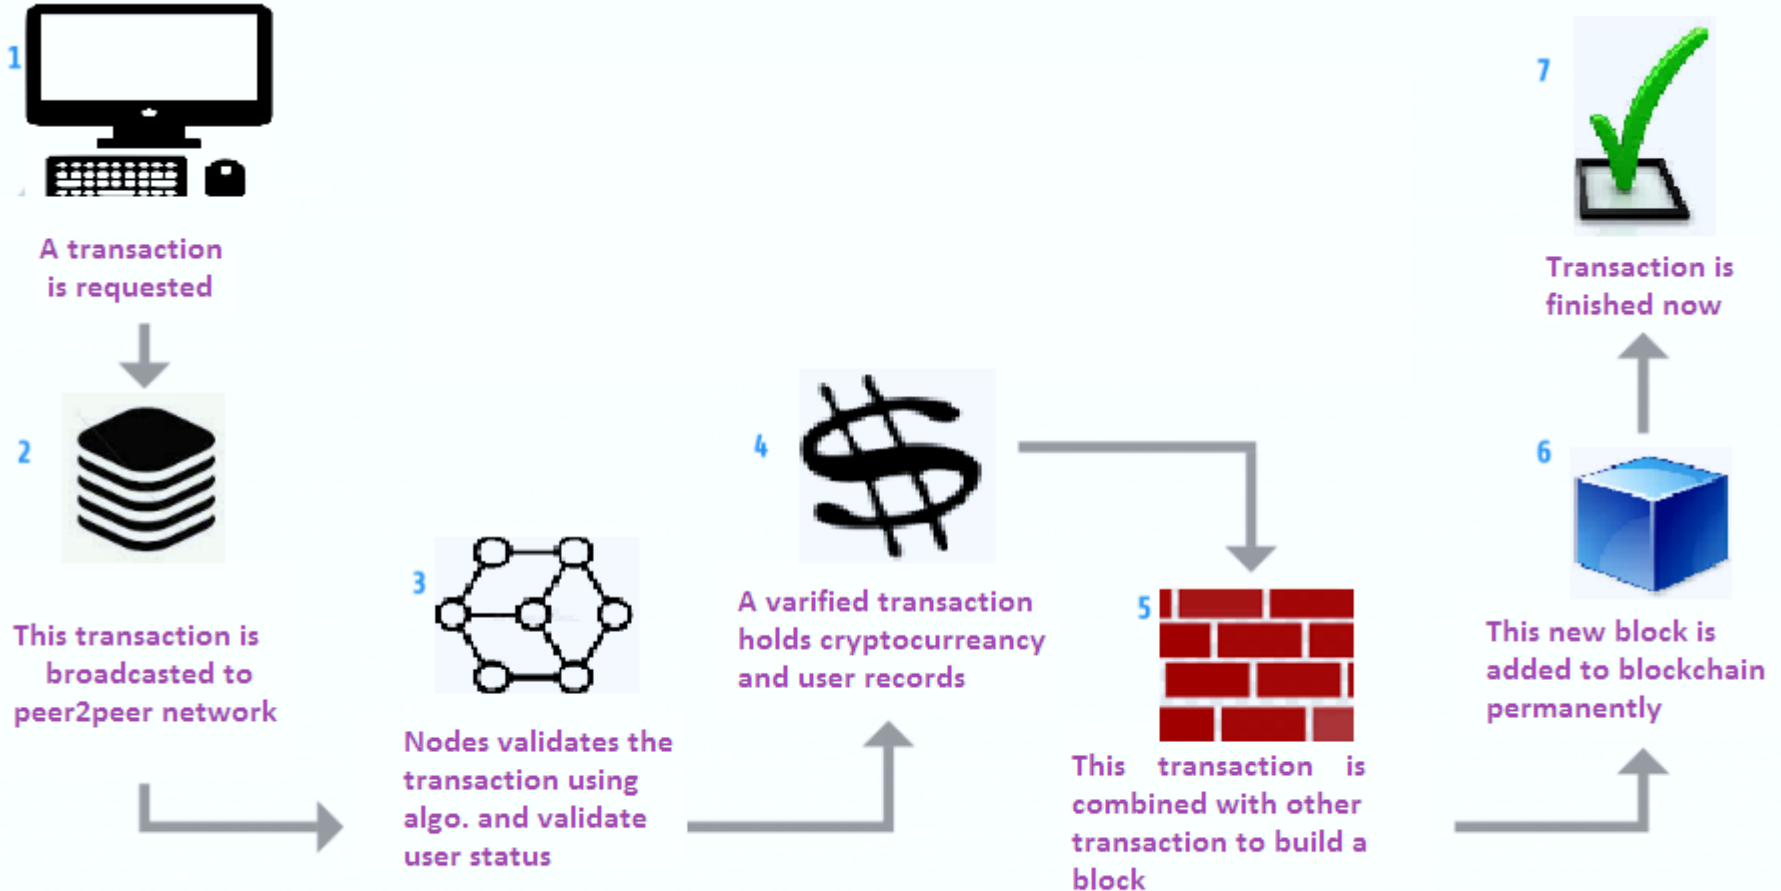 1
A transaction
is requested
2
This transaction is
broadcasted to
peer2peer network
3
Nodes validates the
transaction using
algo. and validate
user status
4
A varified transaction
holds cryptocurreancy
and user records
5
This transaction is
combined with other
transaction to build a
block
6
This new block is
added to blockchain
permanently
7
Transaction is
finished now